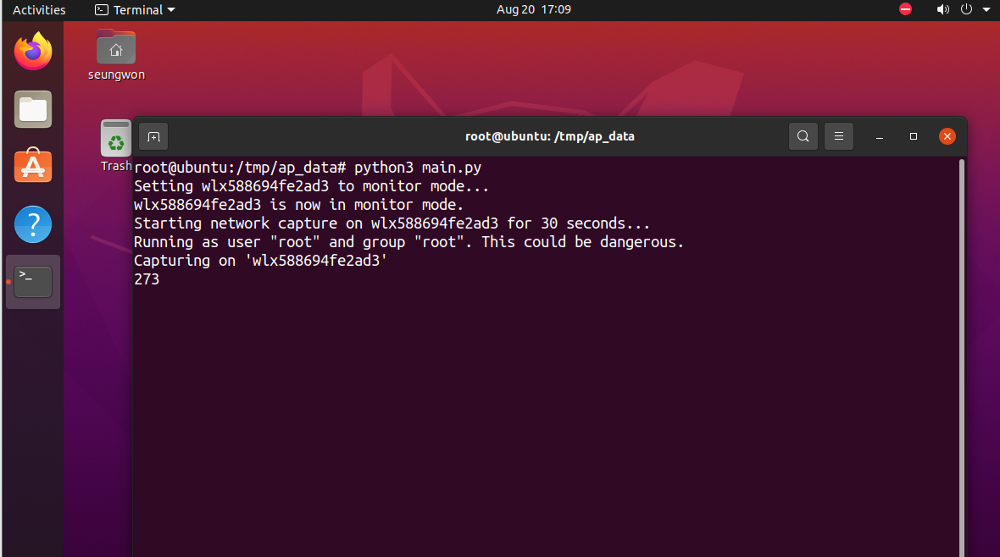 Activities
Terminal
Aug 20 17:09
seungwon
Trash
root@ubuntu: /tmp/ap_data
root@ubuntu:/tmp/ap_data# python3 main.py
Setting wlx588694fe2ad3 to monitor mode...
wlx588694fe2ad3 is now in monitor mode.
Starting network capture on wlx588694fe2ad3 for 30 seconds...
Running as user "root" and group "root". This could be dangerous.
Capturing on 'wlx588694fe2ad3'
273